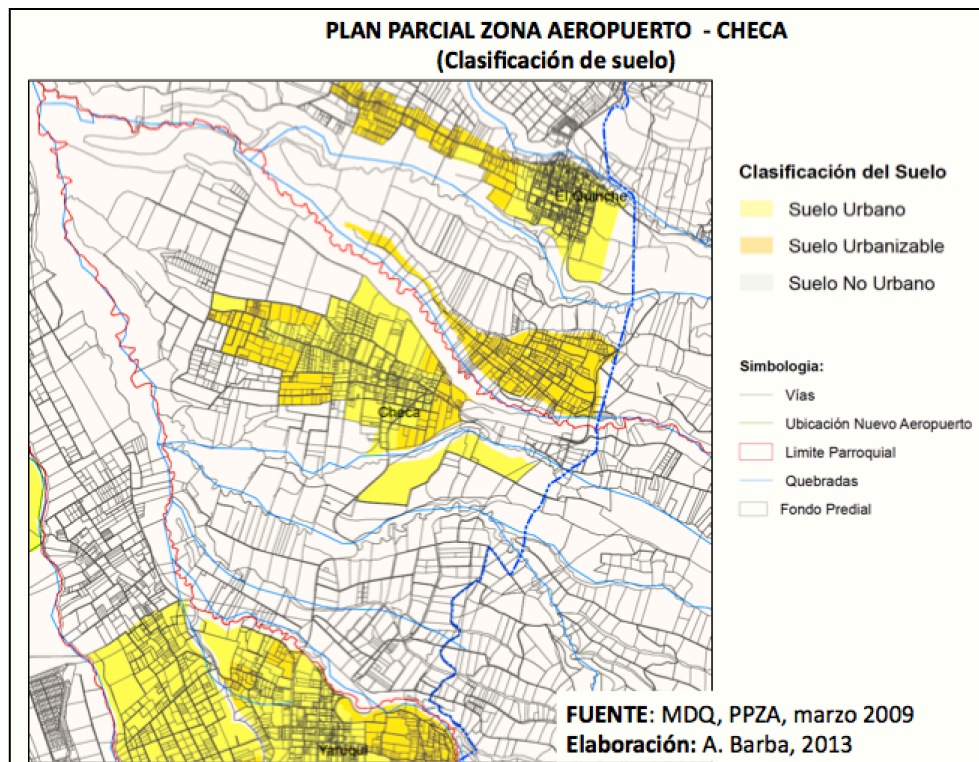 PLAN PARCIAL ZONA AEROPUERTO - CHECA
(Clasificación de suelo)
El Quinche
Checa
Yaruqui
Clasificación del Suelo
Suelo Urbano
Suelo Urbanizable
Suelo No Urbano
Simbologia:
Vías
Ubicación Nuevo Aeropuerto
Limite Parroquial
Quebradas
Fondo Predial
FUENTE: MDQ, PPZA, marzo 2009
Elaboración: A. Barba, 2013